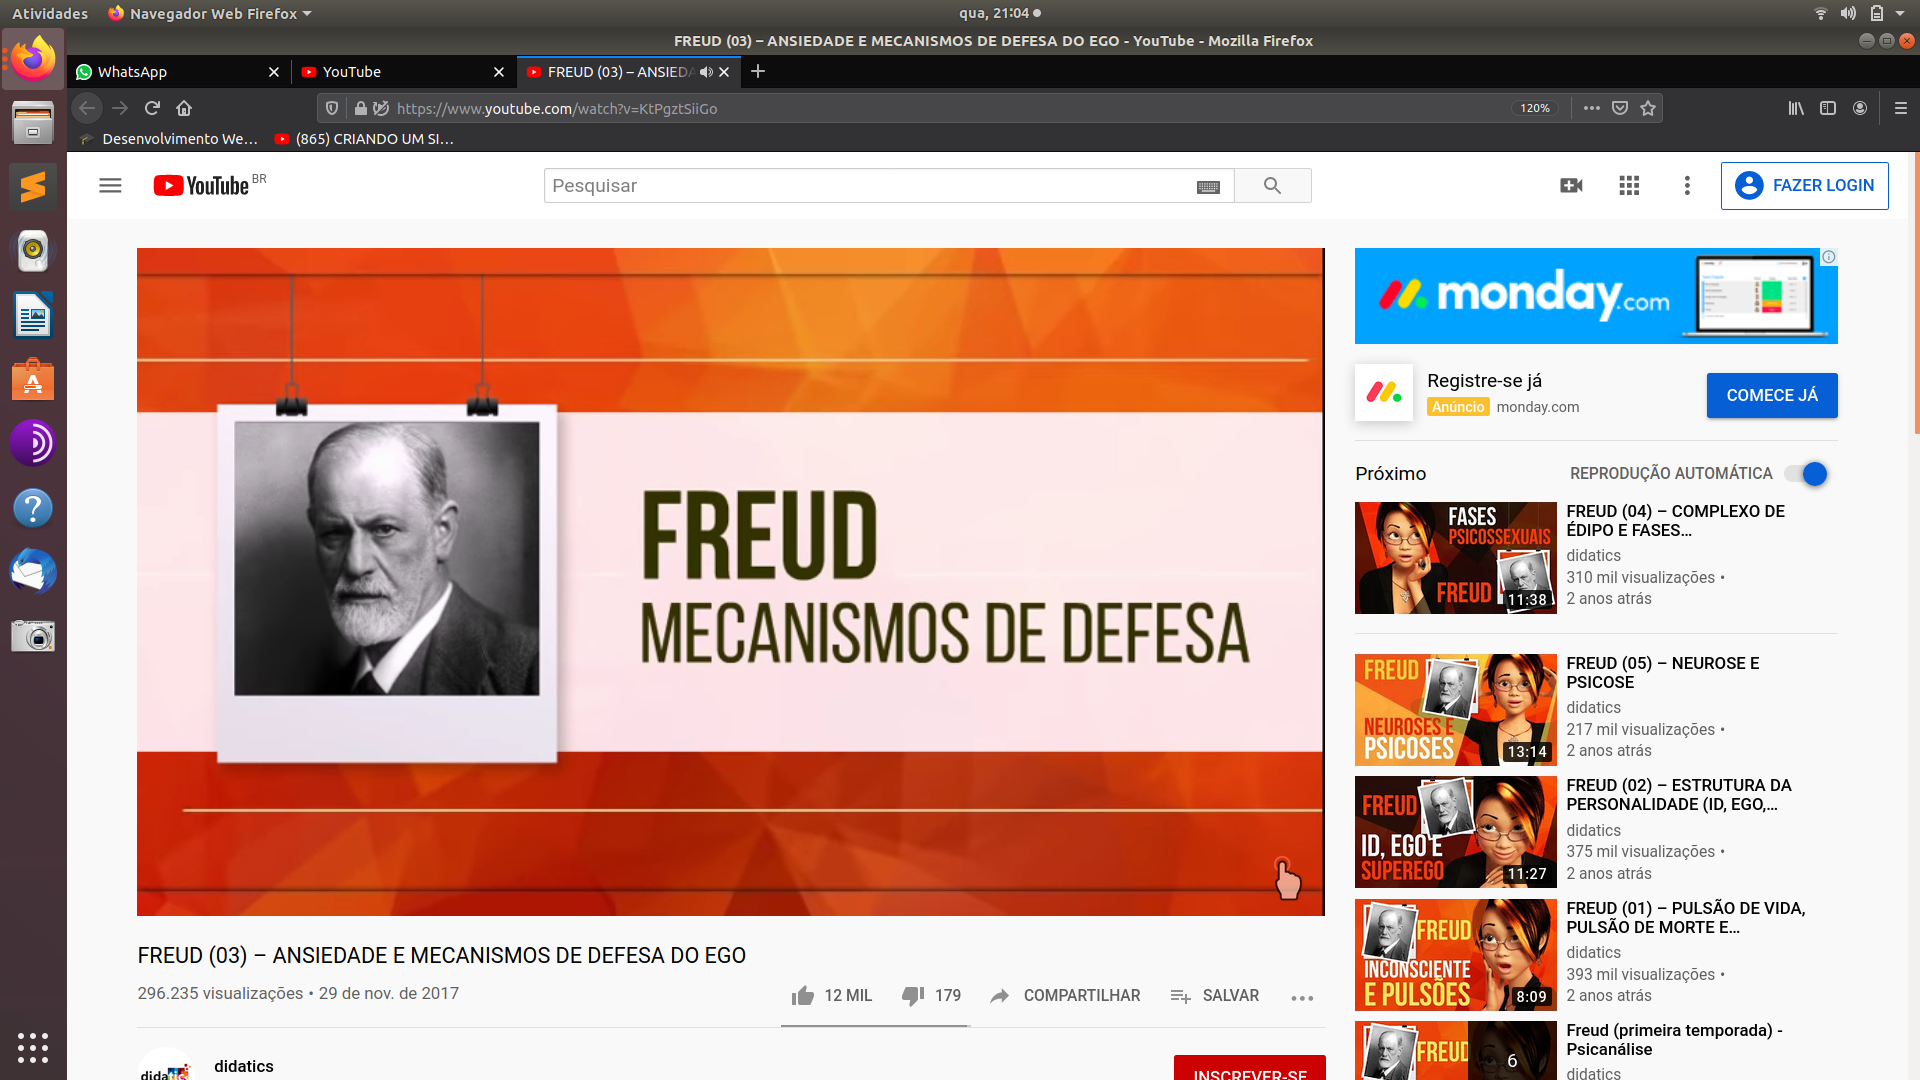 Atividades
Navegador Web Firefox
qua, 21:04
FREUD (03) – ANSIEDADE E MECANISMOS DE DEFESA DO EGO - YouTube - Mozilla Firefox
WhatsApp
YouTube
FREUD (03) – ANSIEDA
https://www.youtube.com/watch?v=KtPgztSiiGo
120%
Desenvolvimento We…
(865) CRIANDO UM SI…
YouTube BR
Pesquisar
FAZER LOGIN
FREUD
MECANISMOS DE DEFESA
FREUD (03) – ANSIEDADE E MECANISMOS DE DEFESA DO EGO
296.235 visualizações • 29 de nov. de 2017
12 MIL
179
COMPARTILHAR
SALVAR
didatics
didatics
INSCREVER-SE
monday.com
Registre-se já
Anúncio monday.com
COMECE JÁ
Próximo
REPRODUÇÃO AUTOMÁTICA
FASES
PSICOSSEXUAIS
FREUD
11:38
FREUD (04) – COMPLEXO DE
ÉDIPO E FASES…
didatics
310 mil visualizações •
2 anos atrás
FREUD
NEUROSES E
PSICOSES
13:14
FREUD (05) – NEUROSE E
PSICOSE
didatics
217 mil visualizações •
2 anos atrás
FREUD
ID, EGO E
SUPEREGO
11:27
FREUD (02) – ESTRUTURA DA
PERSONALIDADE (ID, EGO,…
didatics
375 mil visualizações •
2 anos atrás
FREUD
INCONSCIENTE
E PULSÕES
8:09
FREUD (01) – PULSÃO DE VIDA,
PULSÃO DE MORTE E…
didatics
393 mil visualizações •
2 anos atrás
FREUD
6
Freud (primeira temporada) -
Psicanálise
didatics